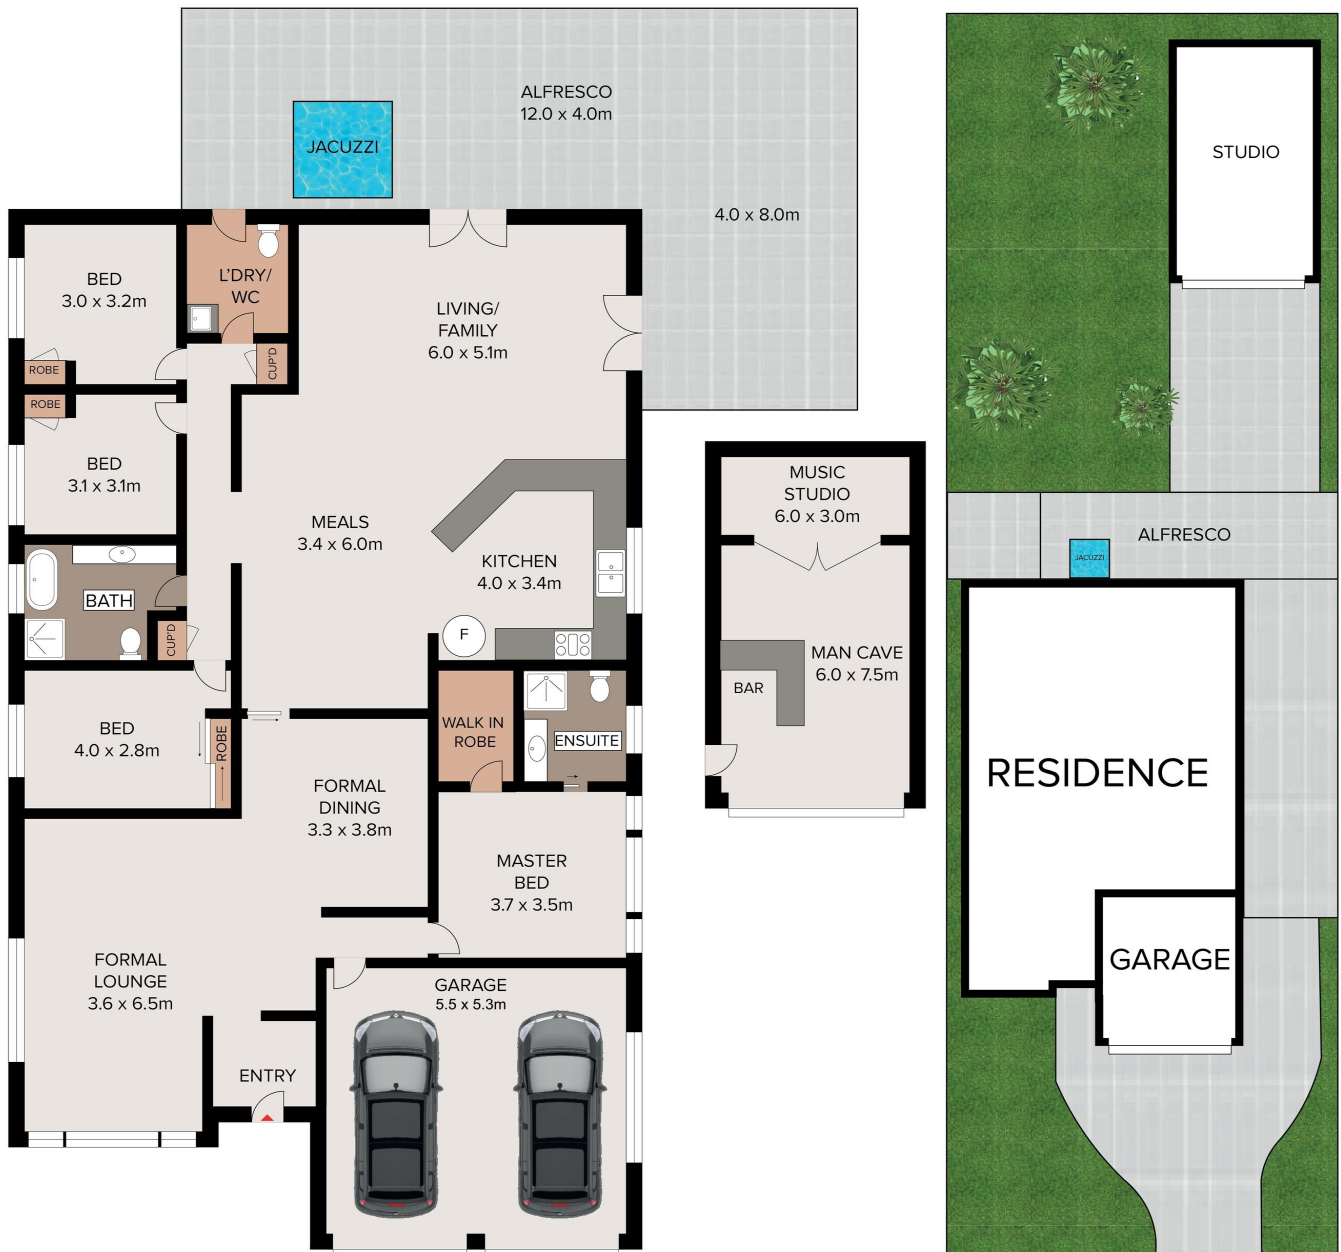 ALFRESCO
12.0 x 4.0m
JACUZZI
4.0 x 8.0m
BED
3.0 x 3.2m
ROBE
L'DRY/
WC
CUP'D
LIVING/
FAMILY
6.0 x 5.1m
ROBE
BED
3.1 x 3.1m
MEALS
3.4 x 6.0m
KITCHEN
4.0 x 3.4m
F
BATH
CUP'D
BED
4.0 x 2.8m
ROBE
WALK IN
ROBE
ENSUITE
FORMAL
DINING
3.3 x 3.8m
MASTER
BED
3.7 x 3.5m
FORMAL
LOUNGE
3.6 x 6.5m
GARAGE
5.5 x 5.3m
ENTRY
MUSIC
STUDIO
6.0 x 3.0m
MAN CAVE
6.0 x 7.5m
BAR
STUDIO
ALFRESCO
JACUZZI
RESIDENCE
GARAGE